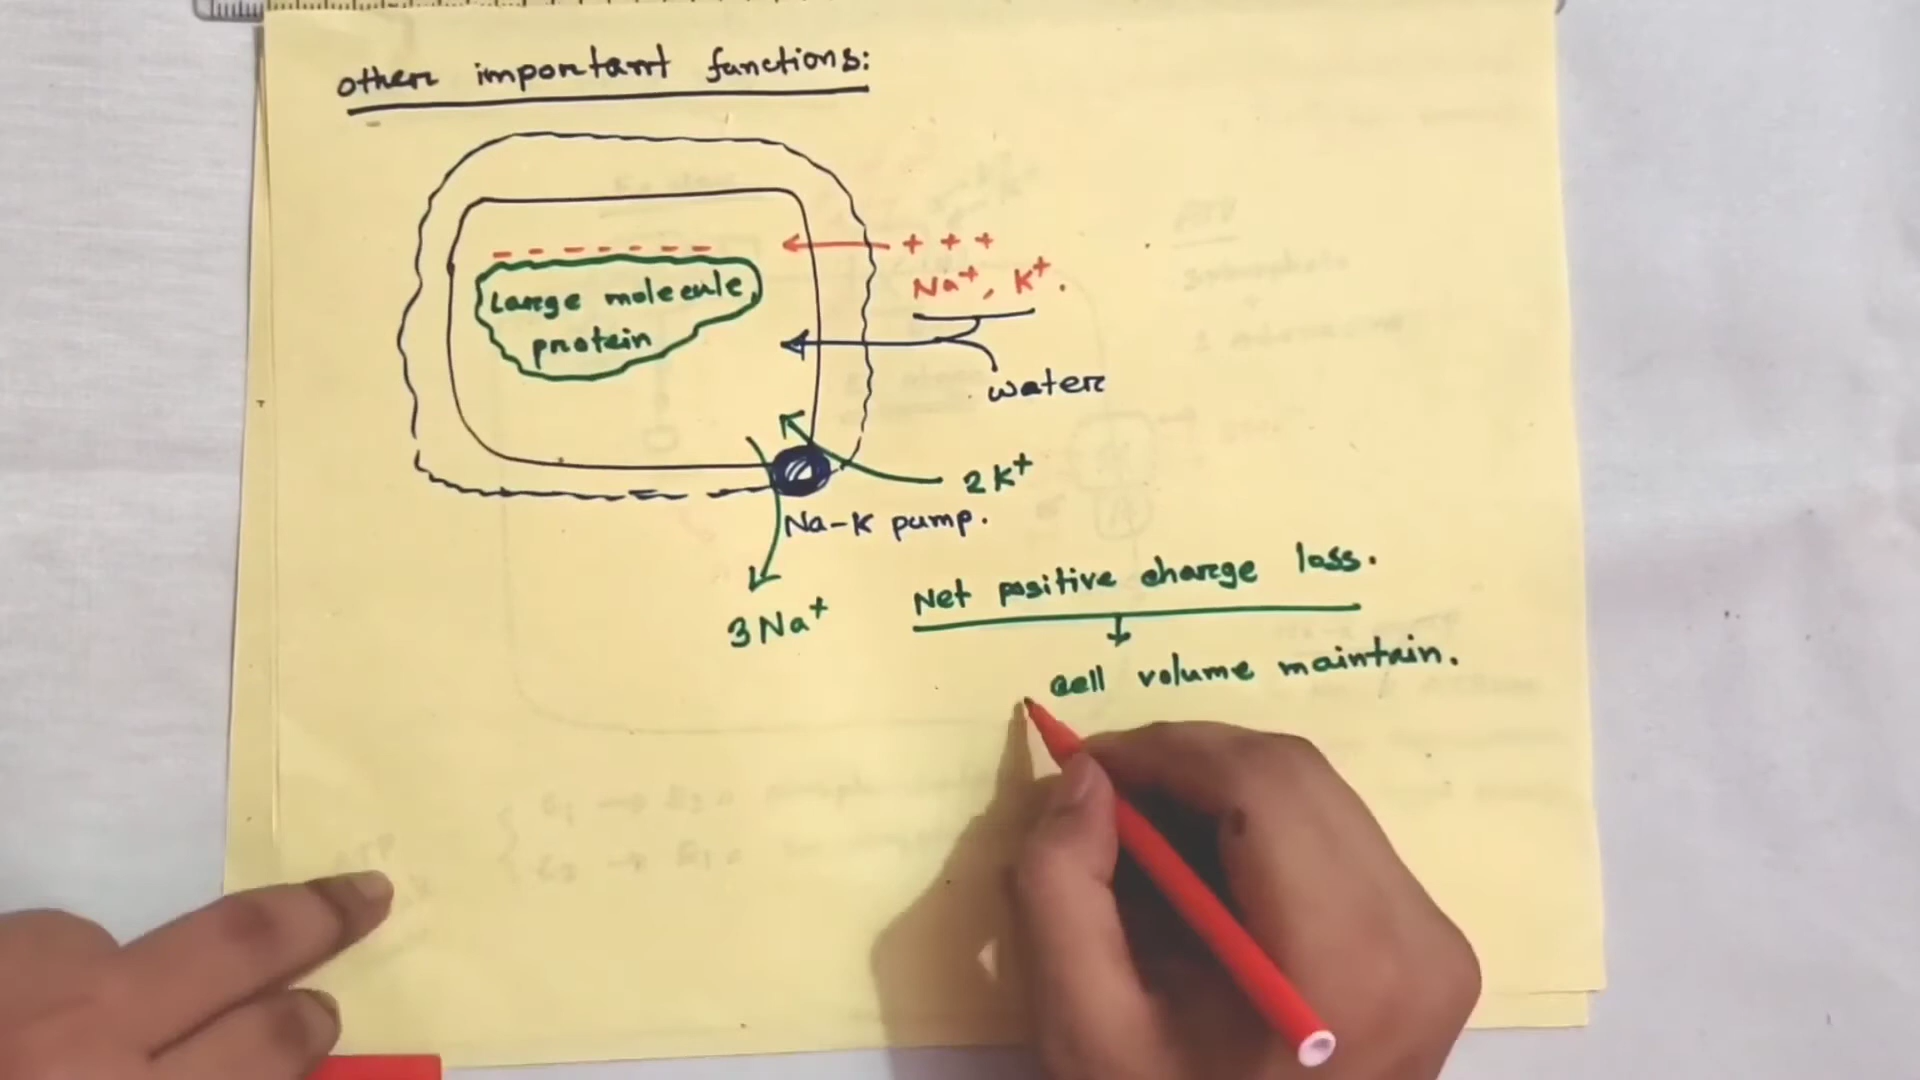 other important functions:
+ + +
Na+, K+.
Large molecule
protein
water
2K+
Na-K pump.
3Na+
Net positive charge loss.
cell volume maintain.